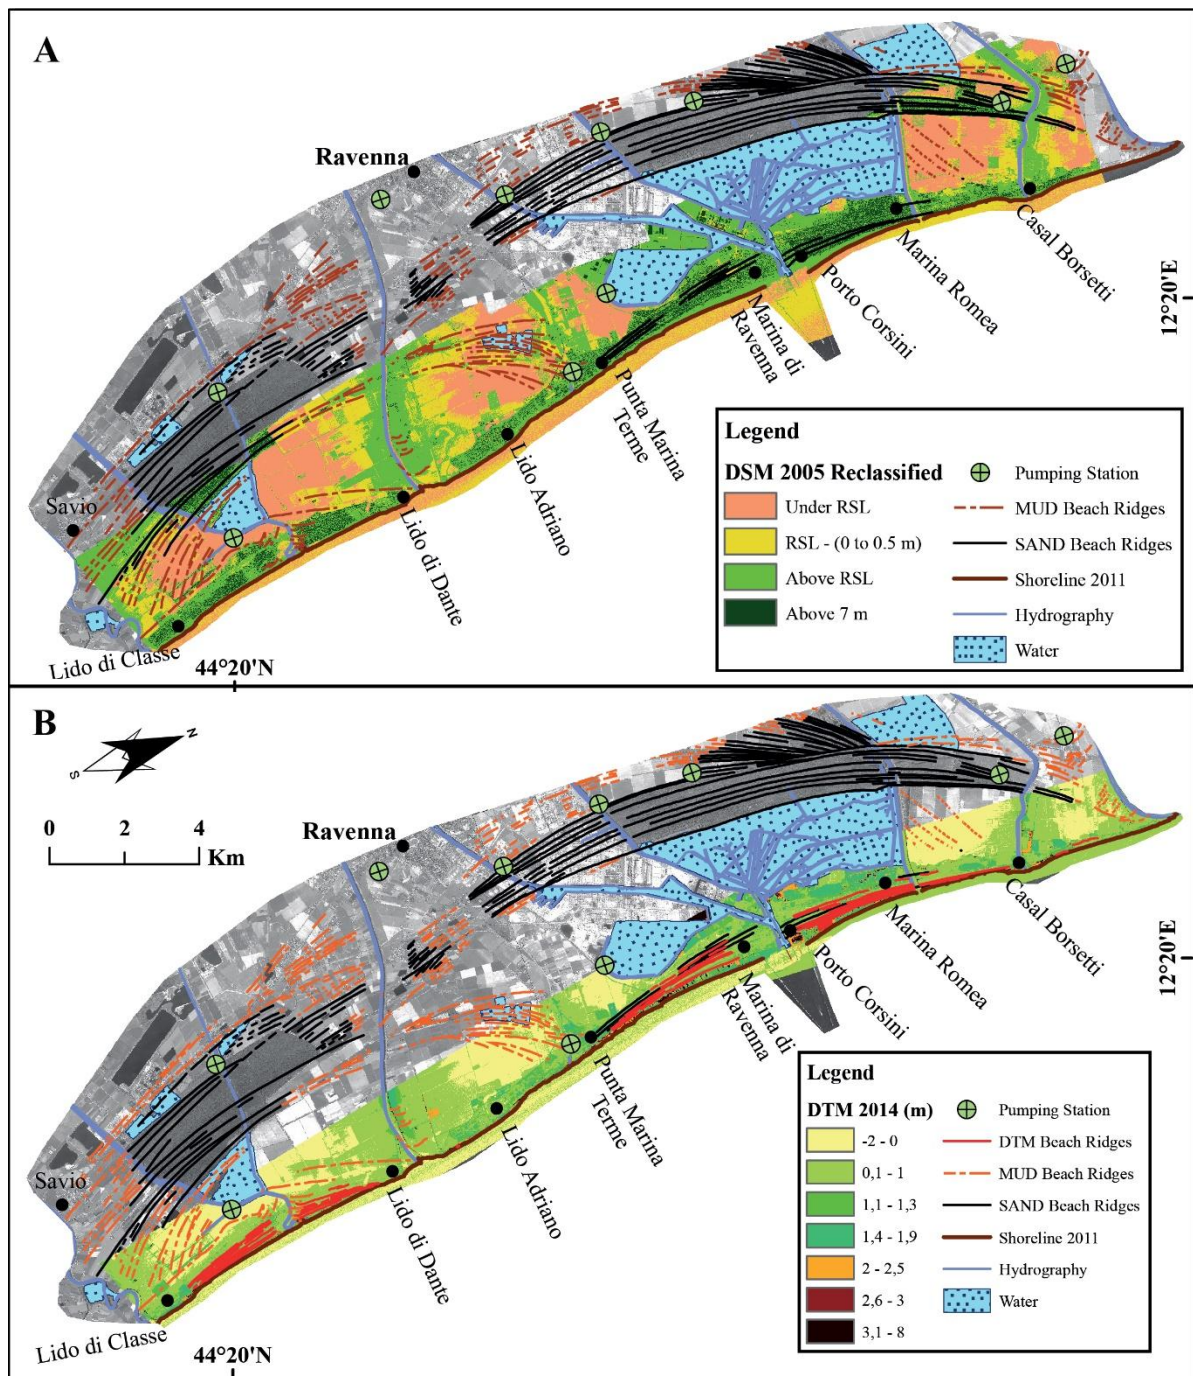 A
Ravenna
Casal Borsetti
Marina Romea
Porto Corsini
Marina di
Ravenna
Punta Marina
Terme
Lido Adriano
Lido di Dante
Savio
Lido di Classe
12°20'E
44°20'N
Legend
DSM 2005 Reclassified
Under RSL
RSL - (0 to 0.5 m)
Above RSL
Above 7 m
Pumping Station
MUD Beach Ridges
SAND Beach Ridges
Shoreline 2011
Hydrography
Water
B
N
S
0 2 4
Km
Ravenna
Casal Borsetti
Marina Romea
Porto Corsini
Marina di
Ravenna
Punta Marina
Terme
Lido Adriano
Lido di Dante
Savio
Lido di Classe
12°20'E
44°20'N
Legend
DTM 2014 (m)
-2 - 0
0,1 - 1
1,1 - 1,3
1,4 - 1,9
2 - 2,5
2,6 - 3
3,1 - 8
Pumping Station
DTM Beach Ridges
MUD Beach Ridges
SAND Beach Ridges
Shoreline 2011
Hydrography
Water